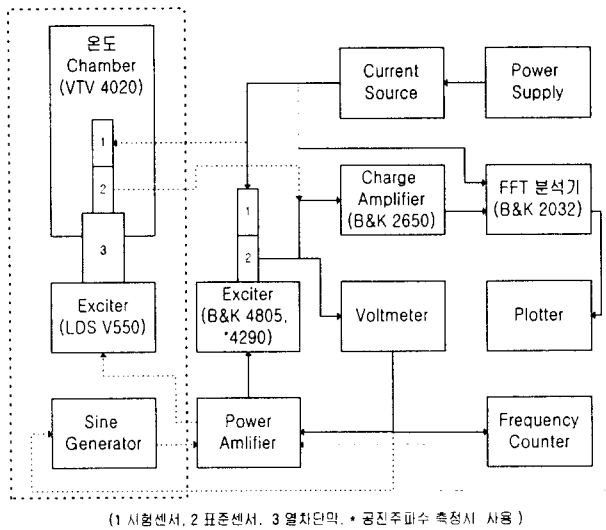 온도
Chamber
(VTV 4020)
1
2
3
Exciter
(LDS V550)
Sine
Generator
1
2
Exciter
(B&K 4805,
*4290)
Power
Amlifier
Current
Source
Power
Supply
Charge
Amplifier
(B&K 2650)
FFT 분석기
(B&K 2032)
Voltmeter
Plotter
Frequency
Counter
(1 시험센서, 2 표준센서, 3 열차단막, * 공진주파수 측정시 사용)